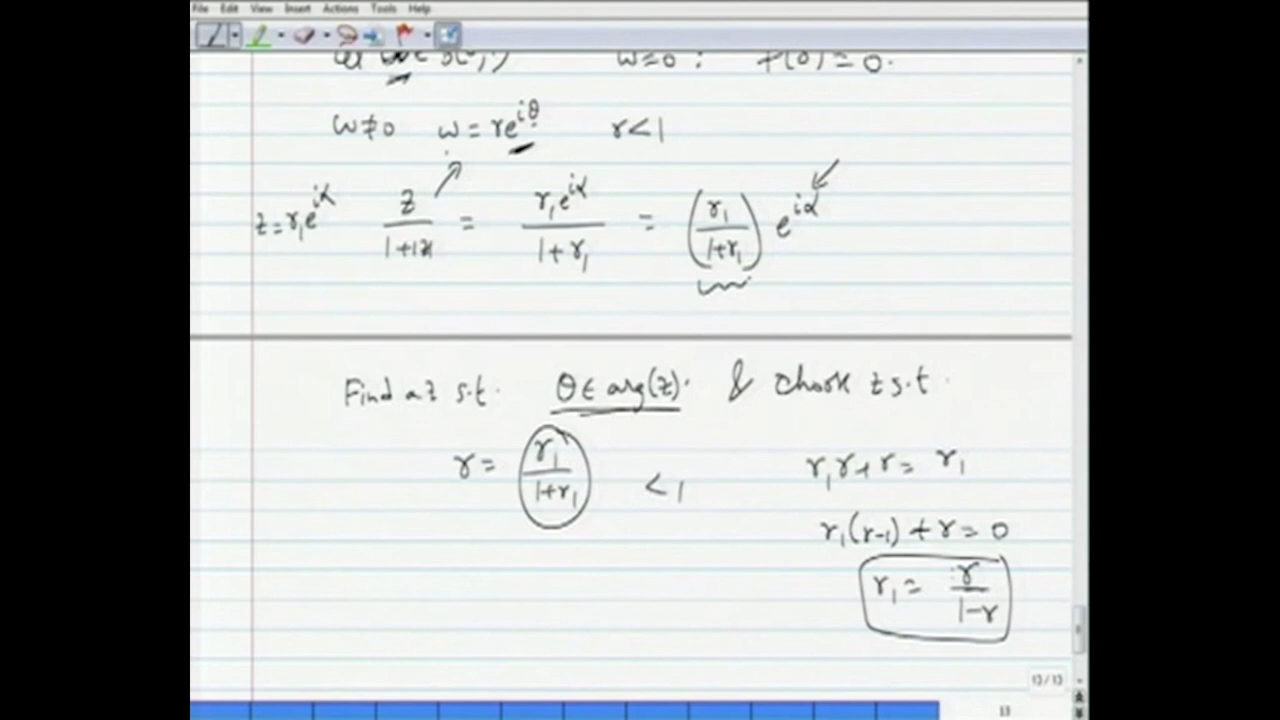 File Edit View Insert Actions Tools Help
w=0 : f(0)=0.
w≠0 w = re^{iθ} r<1
z=r₁e^{iα} z/(1+|z|) = r₁e^{iα}/(1+r₁) = (r₁/(1+r₁)) e^{iα}
Find a z s.t. θ∈arg(z). & choose z s.t.
r = r₁/(1+r₁) <1
r₁r+r = r₁
r₁(r-1)+r=0
r₁ = r/(1-r)
13/13
13